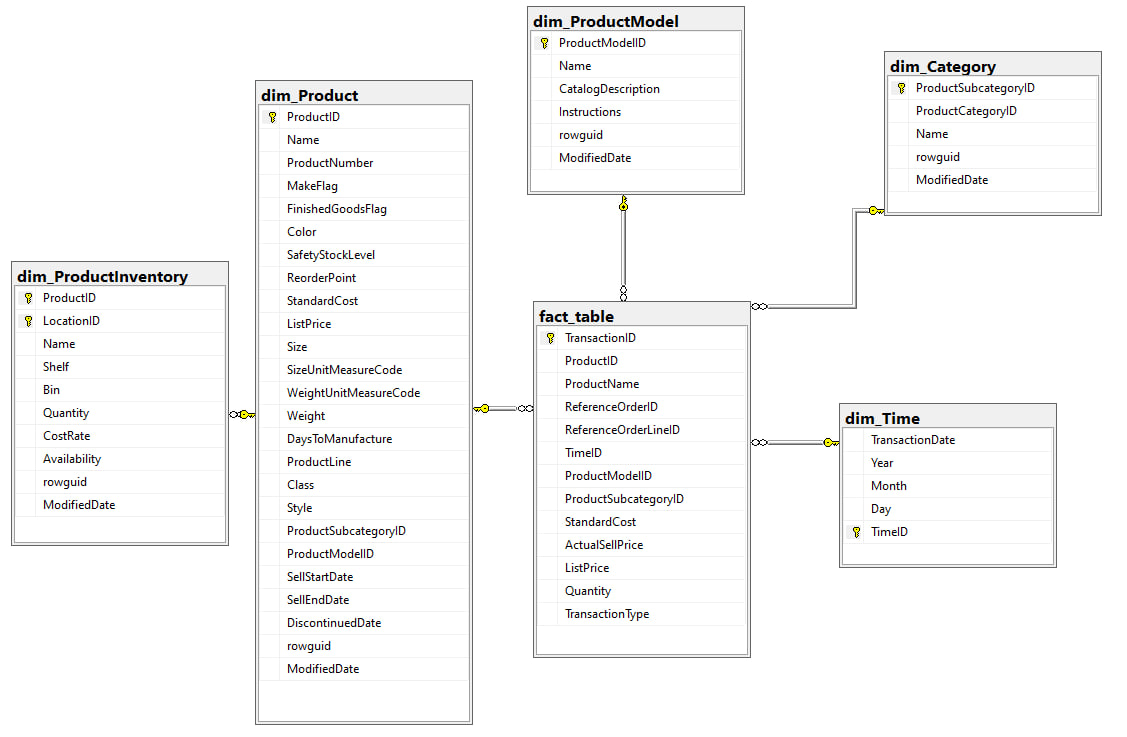 dim_ProductModel
ProductModelID
Name
CatalogDescription
Instructions
rowguid
ModifiedDate
dim_Category
ProductSubcategoryID
ProductCategoryID
Name
rowguid
ModifiedDate
dim_Product
ProductID
Name
ProductNumber
MakeFlag
FinishedGoodsFlag
Color
SafetyStockLevel
ReorderPoint
StandardCost
ListPrice
Size
SizeUnitMeasureCode
WeightUnitMeasureCode
Weight
DaysToManufacture
ProductLine
Class
Style
ProductSubcategoryID
ProductModelID
SellStartDate
SellEndDate
DiscontinuedDate
rowguid
ModifiedDate
dim_ProductInventory
ProductID
LocationID
Name
Shelf
Bin
Quantity
CostRate
Availability
rowguid
ModifiedDate
fact_table
TransactionID
ProductID
ProductName
ReferenceOrderID
ReferenceOrderLineID
TimeID
ProductModelID
ProductSubcategoryID
StandardCost
ActualSellPrice
ListPrice
Quantity
TransactionType
dim_Time
TransactionDate
Year
Month
Day
TimeID